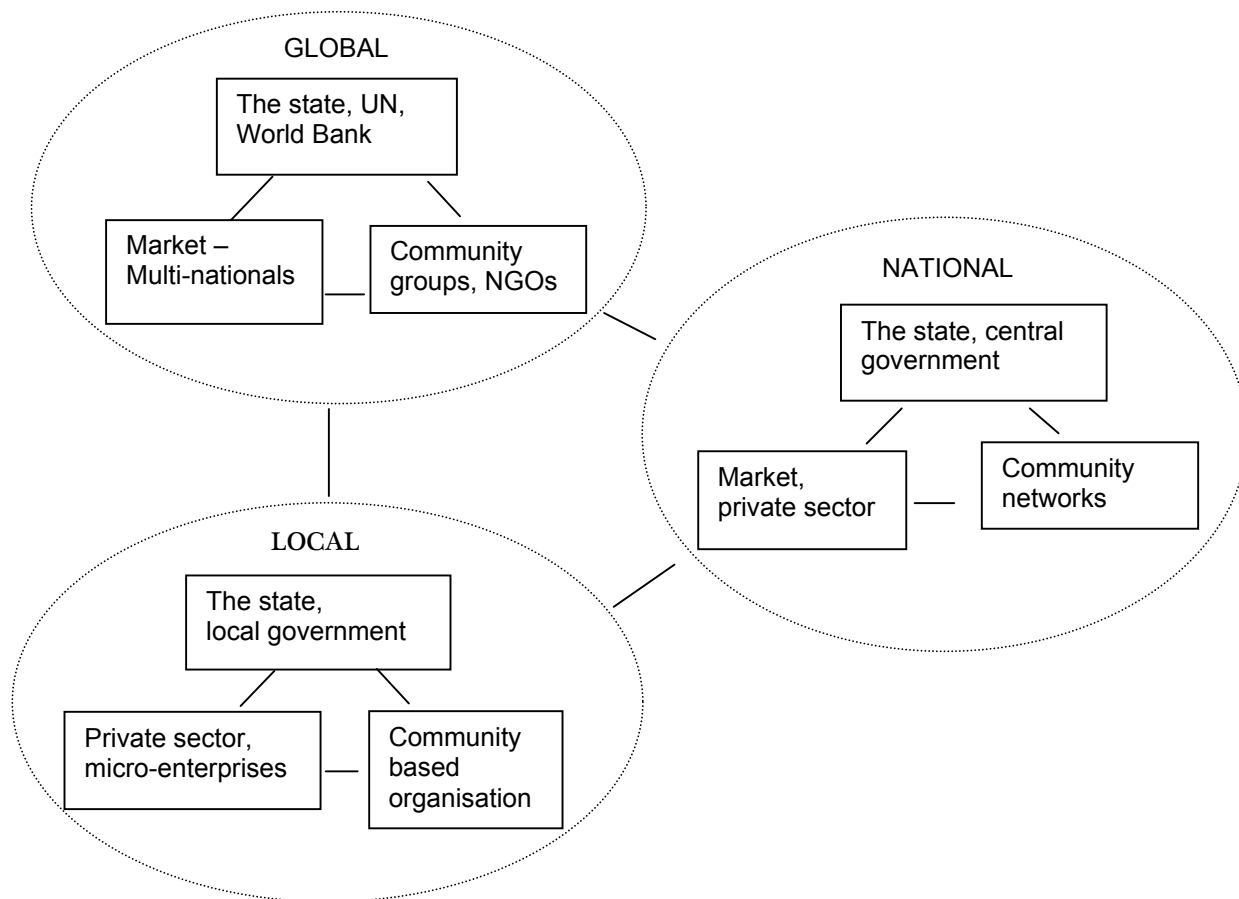 GLOBAL
The state, UN,
World Bank
Market –
Multi-nationals
Community
groups, NGOs
NATIONAL
The state, central
government
Market,
private sector
Community
networks
LOCAL
The state,
local government
Private sector,
micro-enterprises
Community
based
organisation